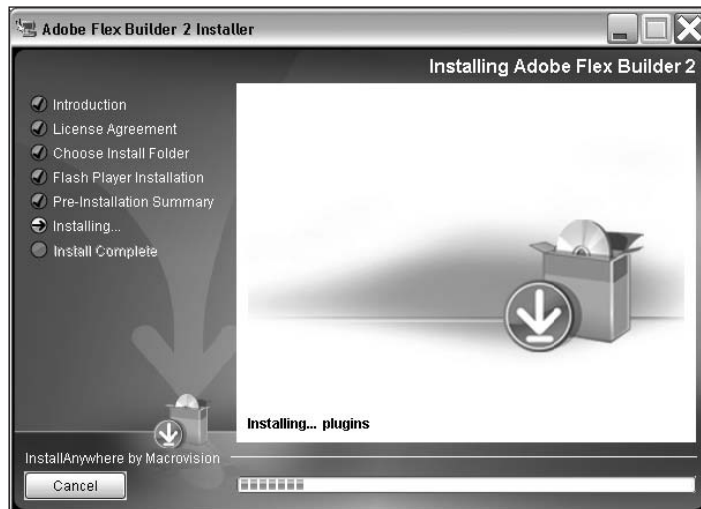 Adobe Flex Builder 2 Installer
Installing Adobe Flex Builder 2
Introduction
License Agreement
Choose Install Folder
Flash Player Installation
Pre-Installation Summary
Installing...
Install Complete
Installing... plugins
InstallAnywhere by Macrovision
Cancel